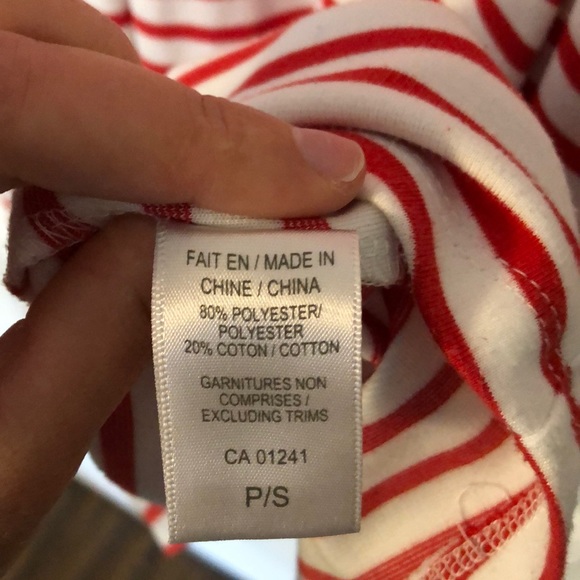 FAIT EN / MADE IN
CHINE / CHINA
80% POLYESTER/
POLYESTER
20% COTON / COTTON
GARNITURES NON
COMPRISES /
EXCLUDING TRIMS
CA 01241
P/S